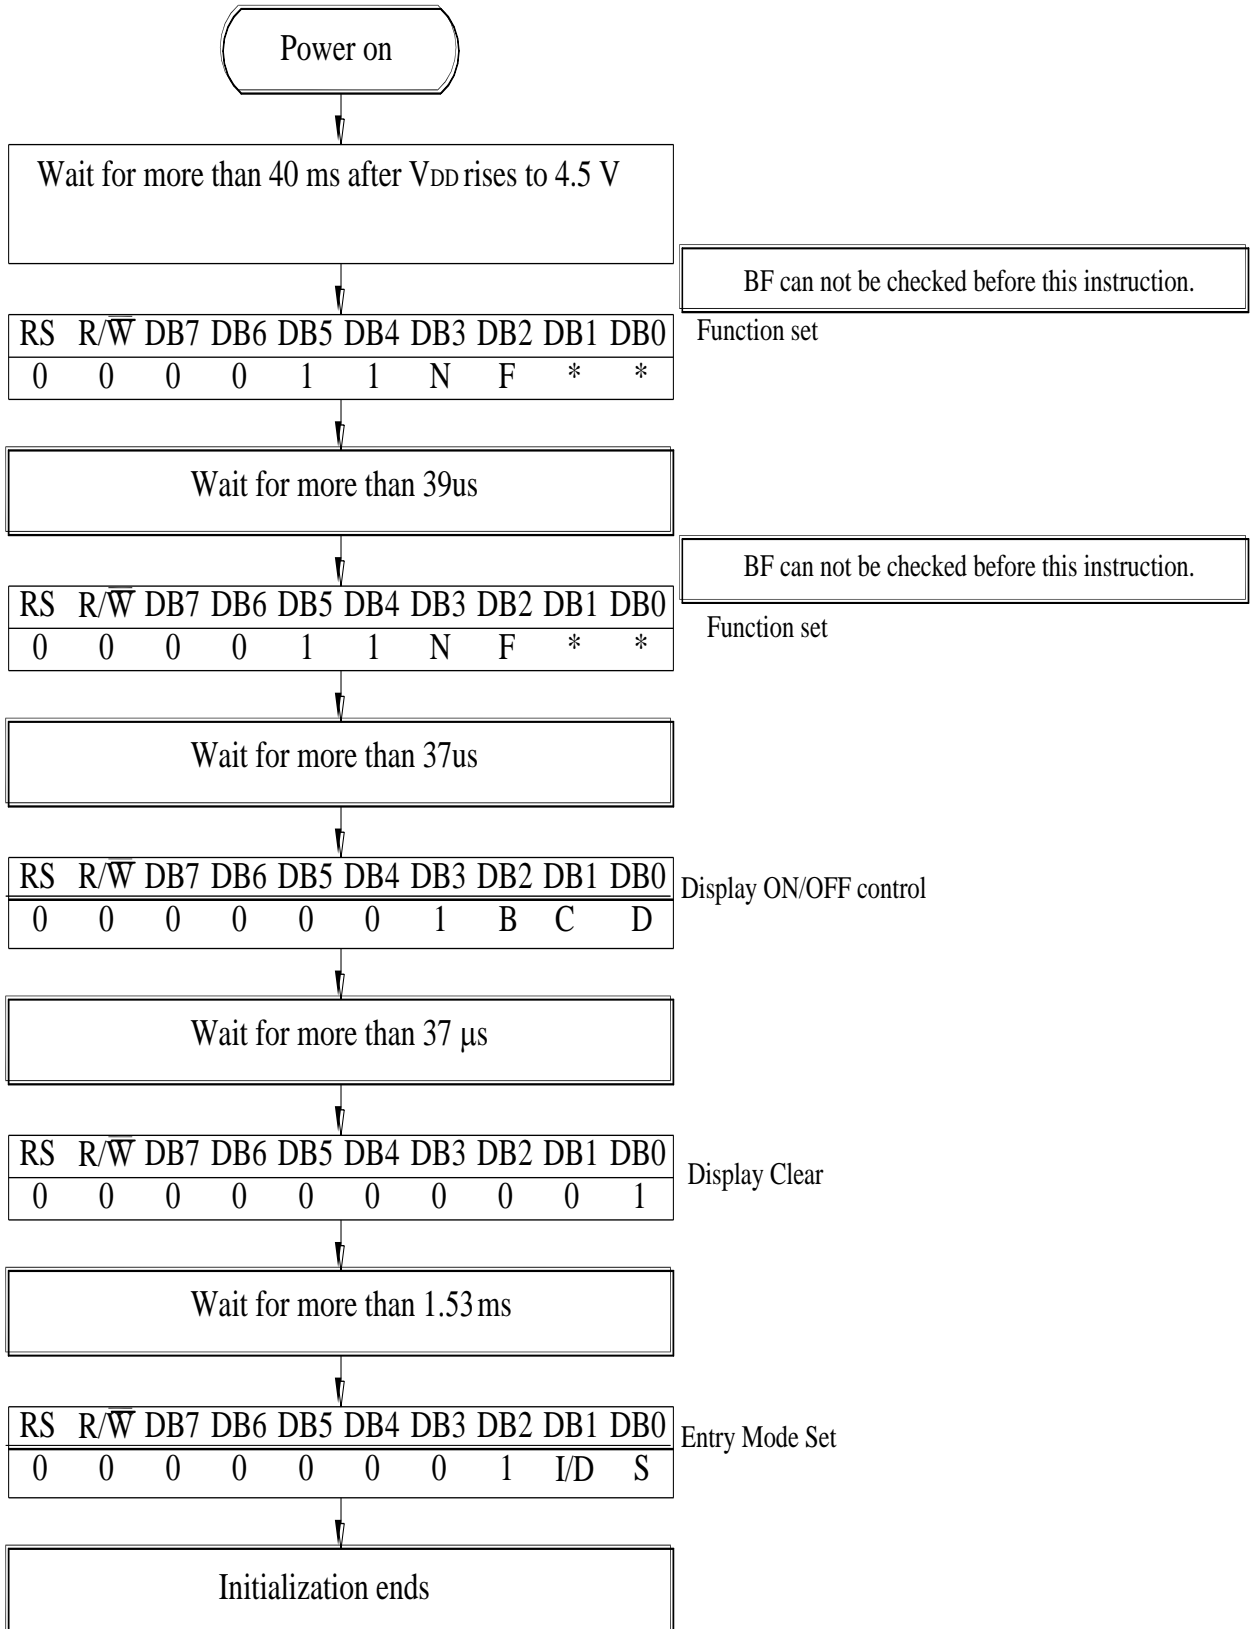 Power on
Wait for more than 40 ms after VDD rises to 4.5 V
BF can not be checked before this instruction.
RS R/W̅ DB7 DB6 DB5 DB4 DB3 DB2 DB1 DB0
Function set
0 0 0 0 1 1 N F * *
Wait for more than 39us
BF can not be checked before this instruction.
RS R/W̅ DB7 DB6 DB5 DB4 DB3 DB2 DB1 DB0
Function set
0 0 0 0 1 1 N F * *
Wait for more than 37us
RS R/W̅ DB7 DB6 DB5 DB4 DB3 DB2 DB1 DB0
Display ON/OFF control
0 0 0 0 0 0 1 B C D
Wait for more than 37 μs
RS R/W̅ DB7 DB6 DB5 DB4 DB3 DB2 DB1 DB0
Display Clear
0 0 0 0 0 0 0 0 0 1
Wait for more than 1.53 ms
RS R/W̅ DB7 DB6 DB5 DB4 DB3 DB2 DB1 DB0
Entry Mode Set
0 0 0 0 0 0 0 1 I/D S
Initialization ends